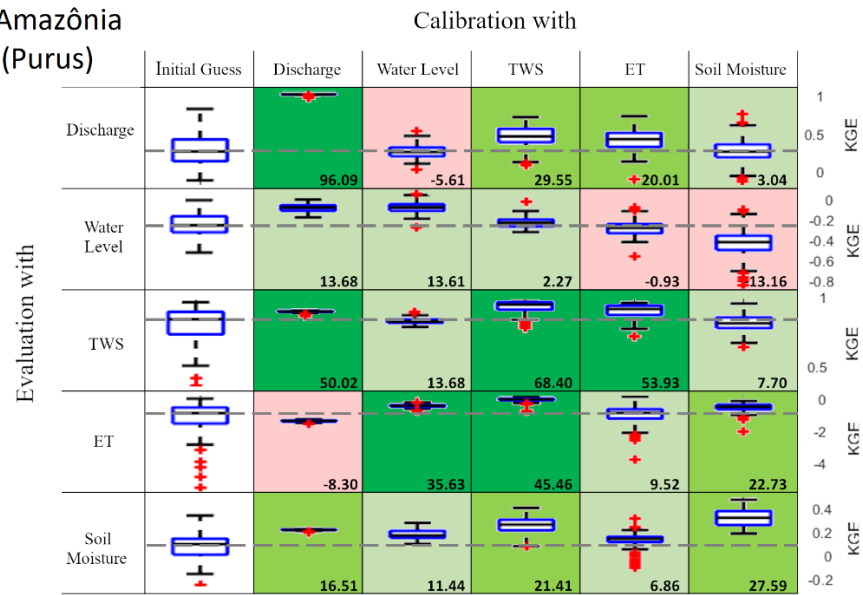 Amazônia
(Purus)
Calibration with
Initial Guess Discharge Water Level TWS ET Soil Moisture
Evaluation with
Discharge 96.09 -5.61 29.55 20.01 3.04 1 0.5 0 KGE
Water
Level 13.68 13.61 2.27 -0.93 13.16 0 -0.2 -0.4 -0.6 -0.8 KGE
TWS 50.02 13.68 68.40 53.93 7.70 1 0.5 KGE
ET -8.30 35.63 45.46 9.52 22.73 0 -2 -4 KGE
Soil
Moisture 16.51 11.44 21.41 6.86 27.59 0.4 0.2 0 -0.2 KGE